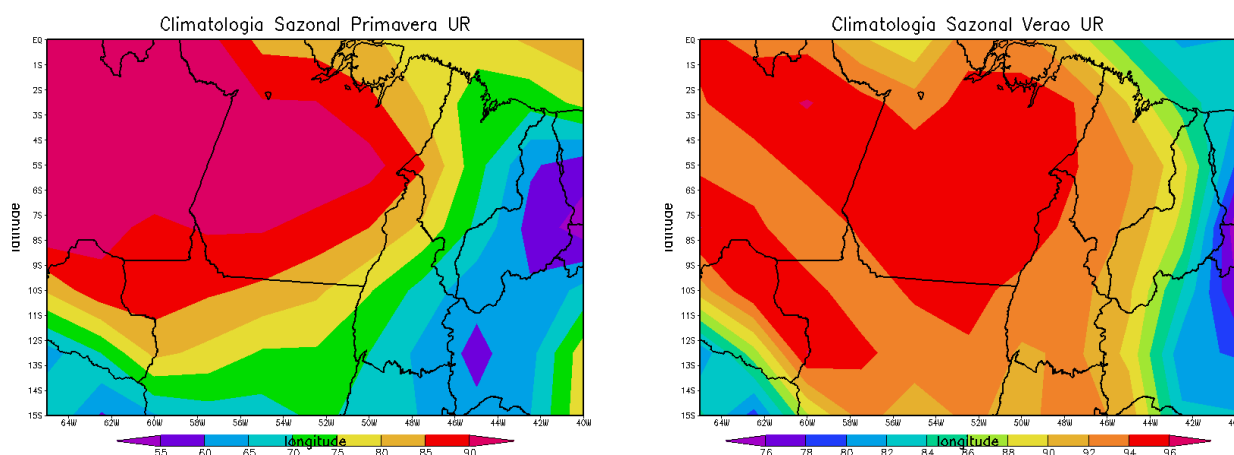 Climatologia Sazonal Primavera UR
EQ
1S
2S
3S
4S
5S
6S
7S
8S
9S
10S
11S
12S
13S
14S
15S
latitude
64W 62W 60W 58W 56W 54W 52W 50W 48W 46W 44W 42W 40W
longitude
55 60 65 70 75 80 85 90
Climatologia Sazonal Verao UR
EQ
1S
2S
3S
4S
5S
6S
7S
8S
9S
10S
11S
12S
13S
14S
15S
latitude
64W 62W 60W 58W 56W 54W 52W 50W 48W 46W 44W 42W
longitude
76 78 80 82 84 86 88 90 92 94 96